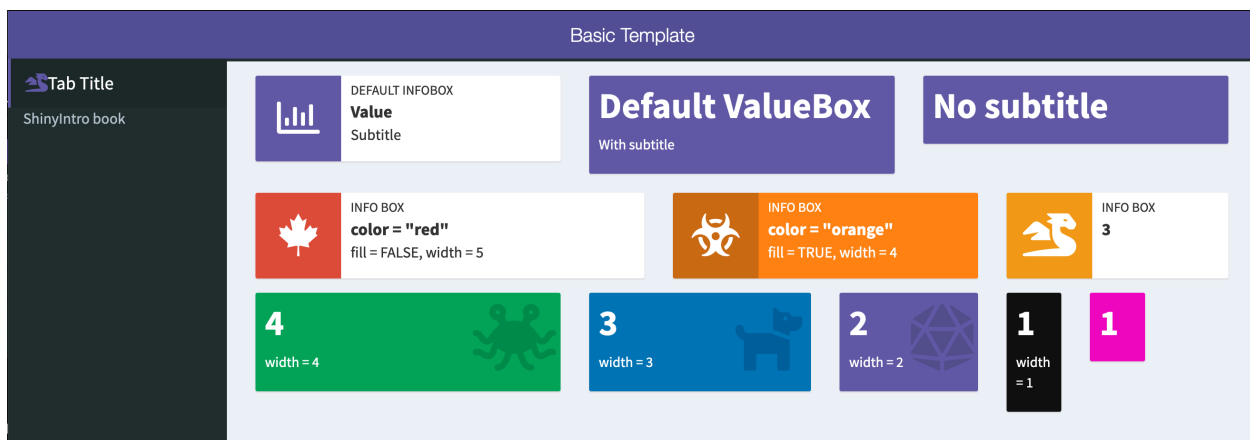 Basic Template
Tab Title
ShinyIntro book
DEFAULT INFOBOX
Value
Subtitle
Default ValueBox
With subtitle
No subtitle
INFO BOX
color = "red"
fill = FALSE, width = 5
INFO BOX
color = "orange"
fill = TRUE, width = 4
INFO BOX
3
4
width = 4
3
width = 3
2
width = 2
1
width
= 1
1